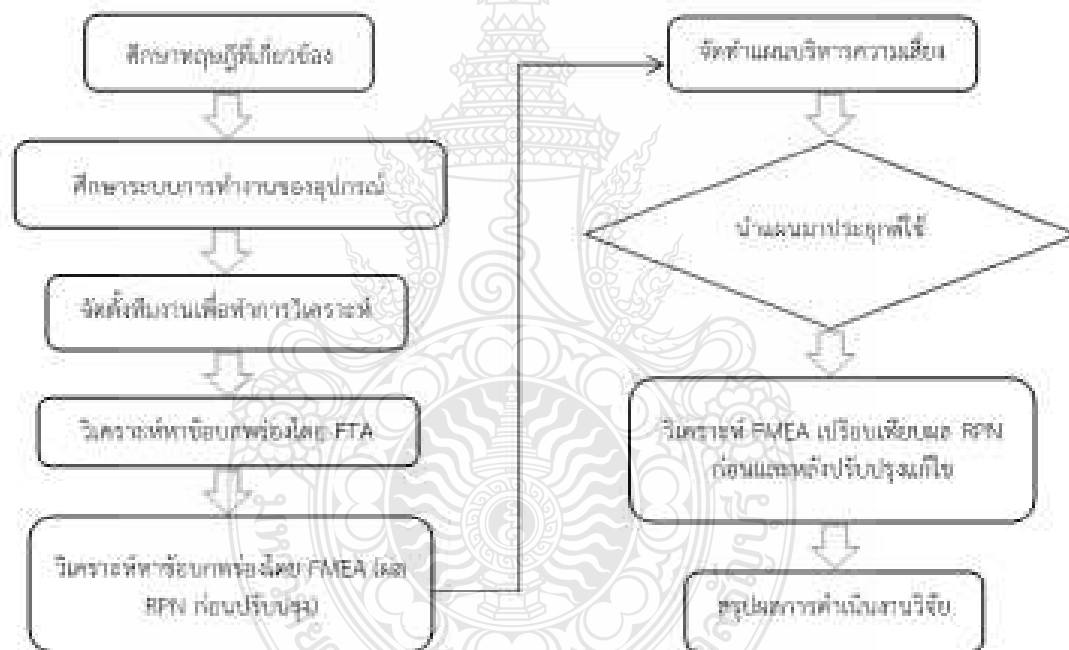 ศึกษาทฤษฎีที่เกี่ยวข้อง
ศึกษาระบบการทำงานของอุปกรณ์
จัดตั้งทีมงานเพื่อทำการวิเคราะห์
วิเคราะห์หาข้อบกพร่องโดย FTA
วิเคราะห์หาข้อบกพร่องโดย FMEA (ผล
RPN ก่อนปรับปรุง)
จัดทำแผนบริหารความเสี่ยง
นำแผนมาประยุกต์ใช้
วิเคราะห์ FMEA เปรียบเทียบผล RPN
ก่อนและหลังปรับปรุงแก้ไข
สรุปผลการดำเนินงานวิจัย